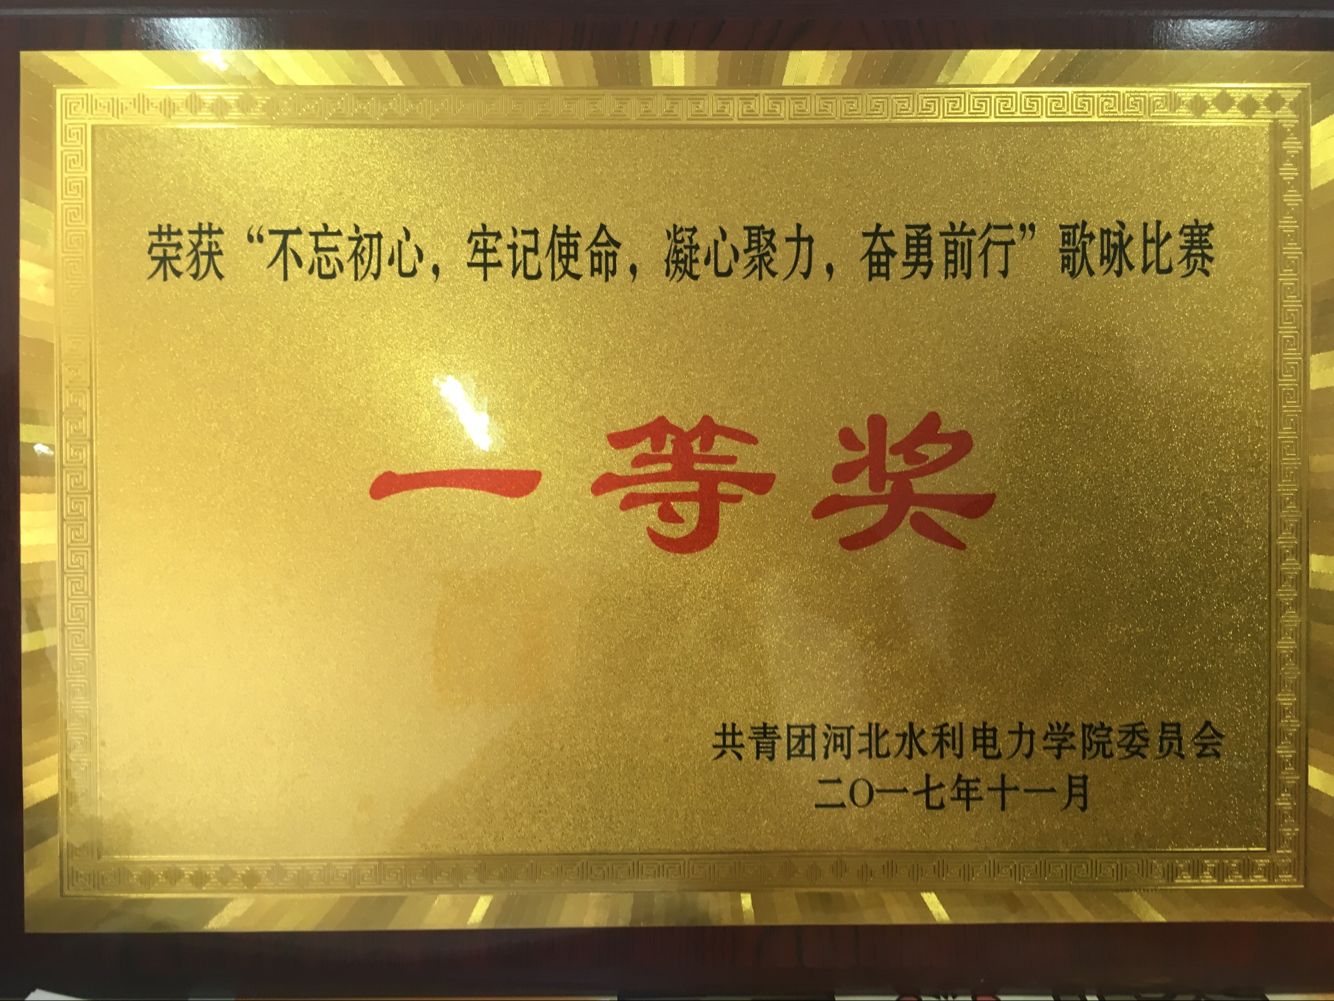 荣获“不忘初心，牢记使命，凝心聚力，奋勇前行”歌咏比赛
一等奖
共青团河北水利电力学院委员会
二〇一七年十一月